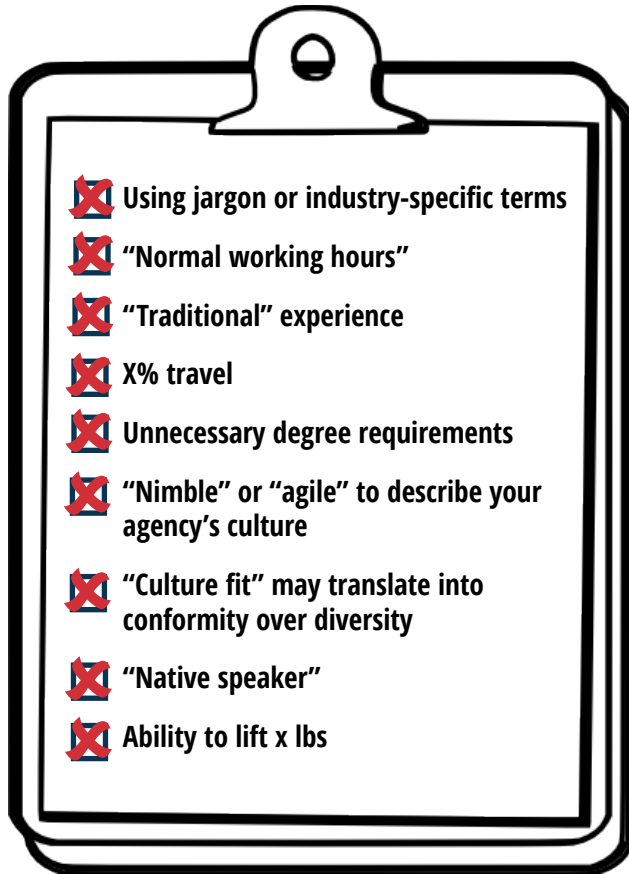 Using jargon or industry-specific terms
“Normal working hours”
“Traditional” experience
X% travel
Unnecessary degree requirements
“Nimble” or “agile” to describe your
agency’s culture
“Culture fit” may translate into
conformity over diversity
“Native speaker”
Ability to lift x lbs